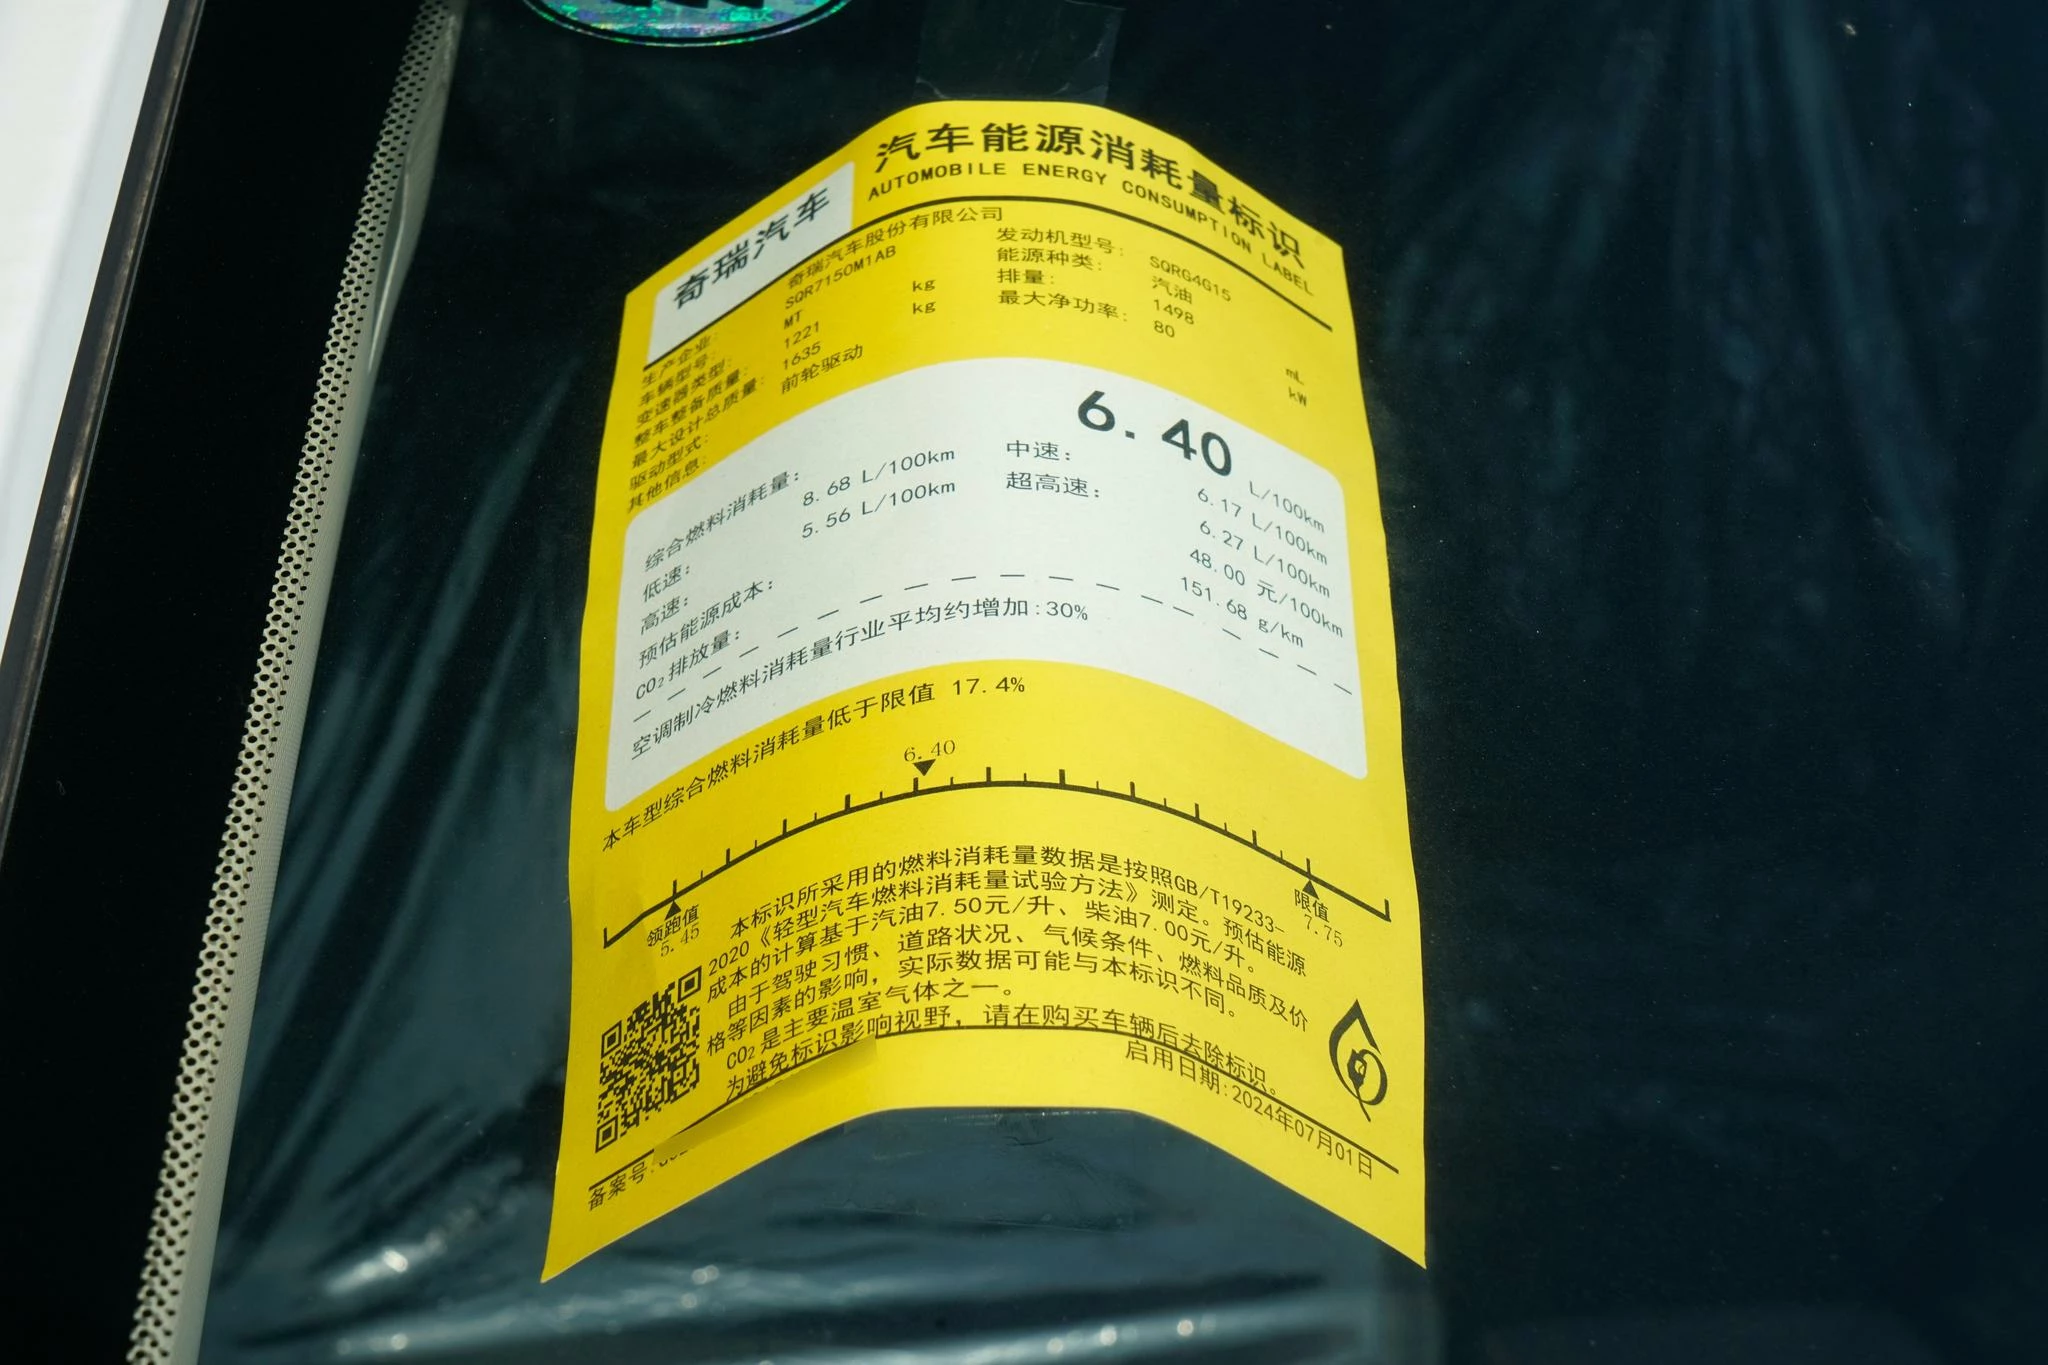 汽车能源消耗量标识
AUTOMOBILE ENERGY CONSUMPTION LABEL
奇瑞汽车
生产企业: 奇瑞汽车股份有限公司
车辆型号: SQR7150M1AB 发动机型号: SQRG4G15
变速器类型: MT 能源种类: 汽油
整车整备质量: 1221 kg 排量: 1498 mL
最大设计总质量: 1635 kg 最大净功率: 80 kW
驱动型式: 前轮驱动
其他信息:
综合燃料消耗量: 6.40 L/100km
低速: 8.68 L/100km 中速: 6.17 L/100km
高速: 5.56 L/100km 超高速: 6.27 L/100km
预估能源成本: 48.00 元/100km
CO₂排放量: 151.68 g/km
空调制冷燃料消耗量行业平均约增加:30%
本车型综合燃料消耗量低于限值 17.4%
6.40
领跑值 限值
5.45 7.75
本标识所采用的燃料消耗量数据是按照GB/T19233-
2020《轻型汽车燃料消耗量试验方法》测定。预估能源
成本的计算基于汽油7.50元/升、柴油7.00元/升。
由于驾驶习惯、道路状况、气候条件、燃料品质及价
格等因素的影响,实际数据可能与本标识不同。
CO₂是主要温室气体之一。
为避免标识影响视野,请在购买车辆后去除标识。
备案号: 启用日期:2024年07月01日